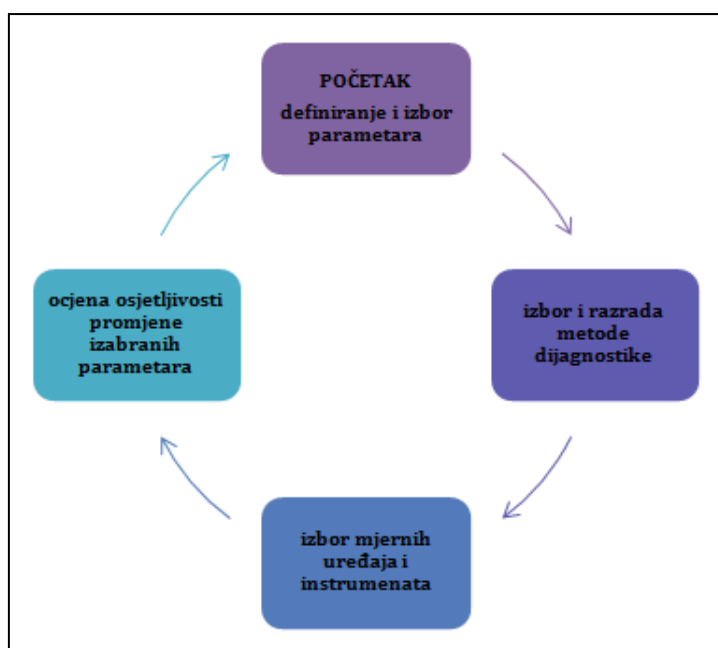 POČETAK
definiranje i izbor
parametara
izbor i razrada
metode
dijagnostike
izbor mjernih
uređaja i
instrumenata
ocjena osjetljivosti
promjene
izabranih
parametara